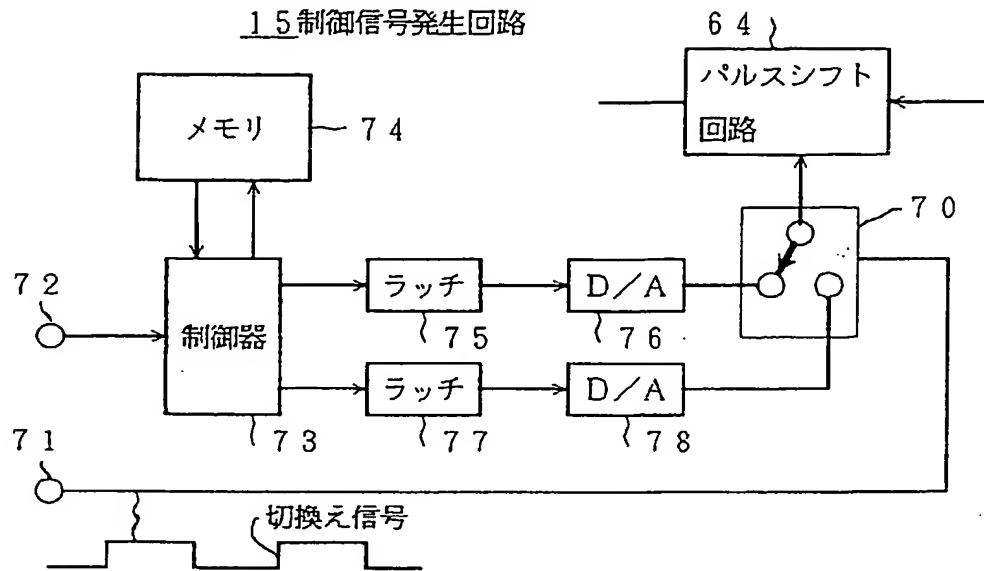 １５制御信号発生回路
６４
パルスシフト
回路
メモリ
７４
７０
７２
制御器
ラッチ
７５
D／A
７６
ラッチ
７７
D／A
７８
７３
７１
切換え信号